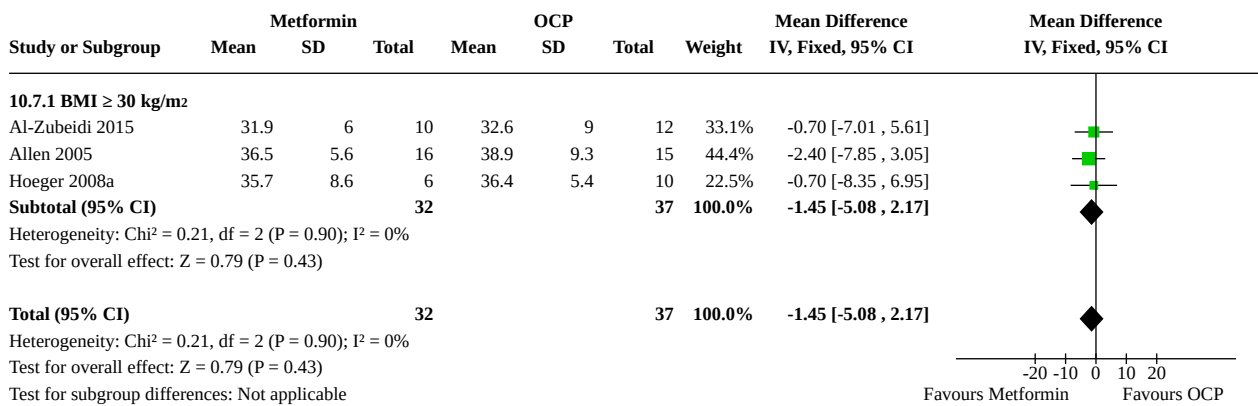 Metformin OCP Mean Difference Mean Difference
Study or Subgroup Mean SD Total Mean SD Total Weight IV, Fixed, 95% CI IV, Fixed, 95% CI
10.7.1 BMI ≥ 30 kg/m2
Al-Zubeidi 2015 31.9 6 10 32.6 9 12 33.1% -0.70 [-7.01 , 5.61]
Allen 2005 36.5 5.6 16 38.9 9.3 15 44.4% -2.40 [-7.85 , 3.05]
Hoeger 2008a 35.7 8.6 6 36.4 5.4 10 22.5% -0.70 [-8.35 , 6.95]
Subtotal (95% CI) 32 37 100.0% -1.45 [-5.08 , 2.17]
Heterogeneity: Chi² = 0.21, df = 2 (P = 0.90); I² = 0%
Test for overall effect: Z = 0.79 (P = 0.43)
Total (95% CI) 32 37 100.0% -1.45 [-5.08 , 2.17]
Heterogeneity: Chi² = 0.21, df = 2 (P = 0.90); I² = 0%
Test for overall effect: Z = 0.79 (P = 0.43)
-20 -10 0 10 20
Test for subgroup differences: Not applicable Favours Metformin Favours OCP